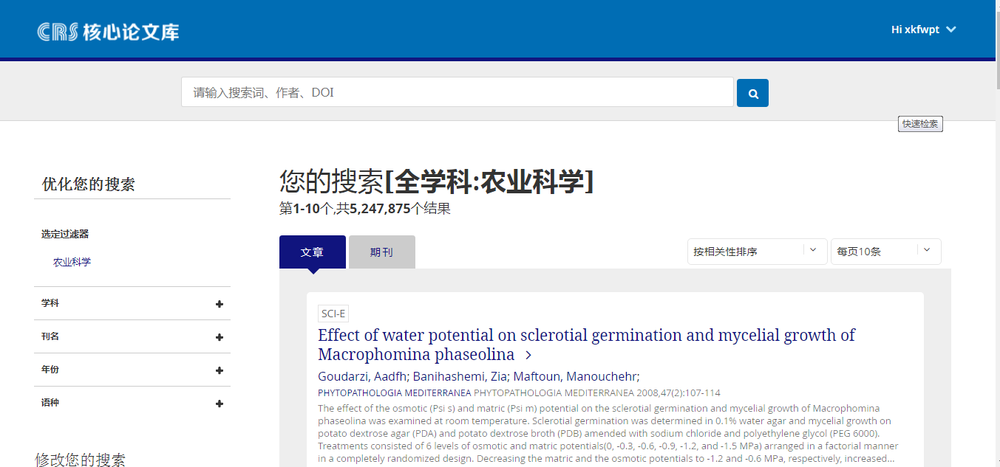 CRS 核心论文库
Hi xkfwpt
请输入搜索词、作者、DOI
快速检索
优化您的搜索
选定过滤器
农业科学
学科
刊名
年份
语种
修改您的搜索
您的搜索[全学科:农业科学]
第1-10个,共5,247,875个结果
文章
期刊
按相关性排序
每页10条
SCI-E
Effect of water potential on sclerotial germination and mycelial growth of
Macrophomina phaseolina
Goudarzi, Aadfh; Banihashemi, Zia; Maftoun, Manouchehr;
PHYTOPATHOLOGIA MEDITERRANEA PHYTOPATHOLOGIA MEDITERRANEA 2008,47(2):107-114
The effect of the osmotic (Psi s) and matric (Psi m) potential on the sclerotial germination and mycelial growth of Macrophomina
phaseolina was examined at room temperature. Sclerotial germination was determined in 0.1% water agar and mycelial growth on
potato dextrose agar (PDA) and potato dextrose broth (PDB) amended with sodium chloride and polyethylene glycol (PEG 6000).
Treatments consisted of 6 levels of osmotic and matric potentials(0, -0.3, -0.6, -0.9, -1.2, and -1.5 MPa) arranged in a factorial manner
in a completely randomized design. Decreasing the matric and the osmotic potentials to -1.2 and -0.6 MPa, respectively, increased...